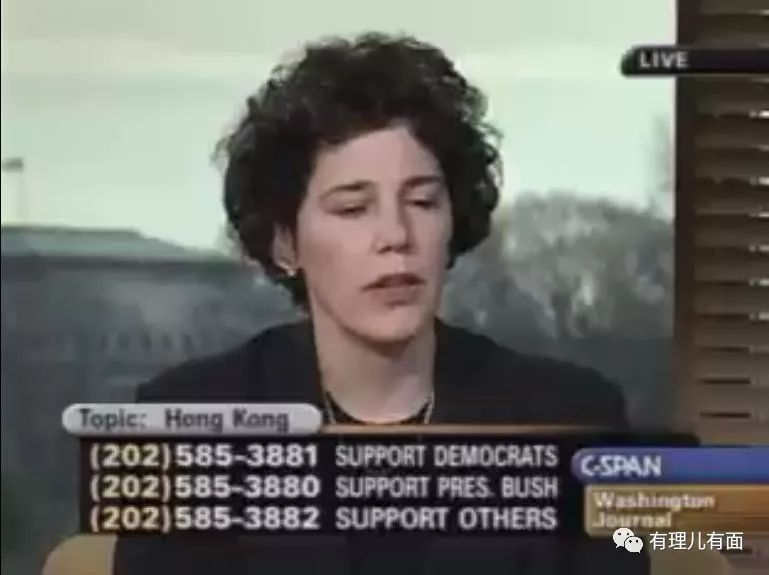 LIVE
Topic: Hong Kong
(202)585-3881 SUPPORT DEMOCRATS
(202)585-3880 SUPPORT PRES. BUSH
(202)585-3882 SUPPORT OTHERS
C-SPAN
Washington
Journal
有理儿有面